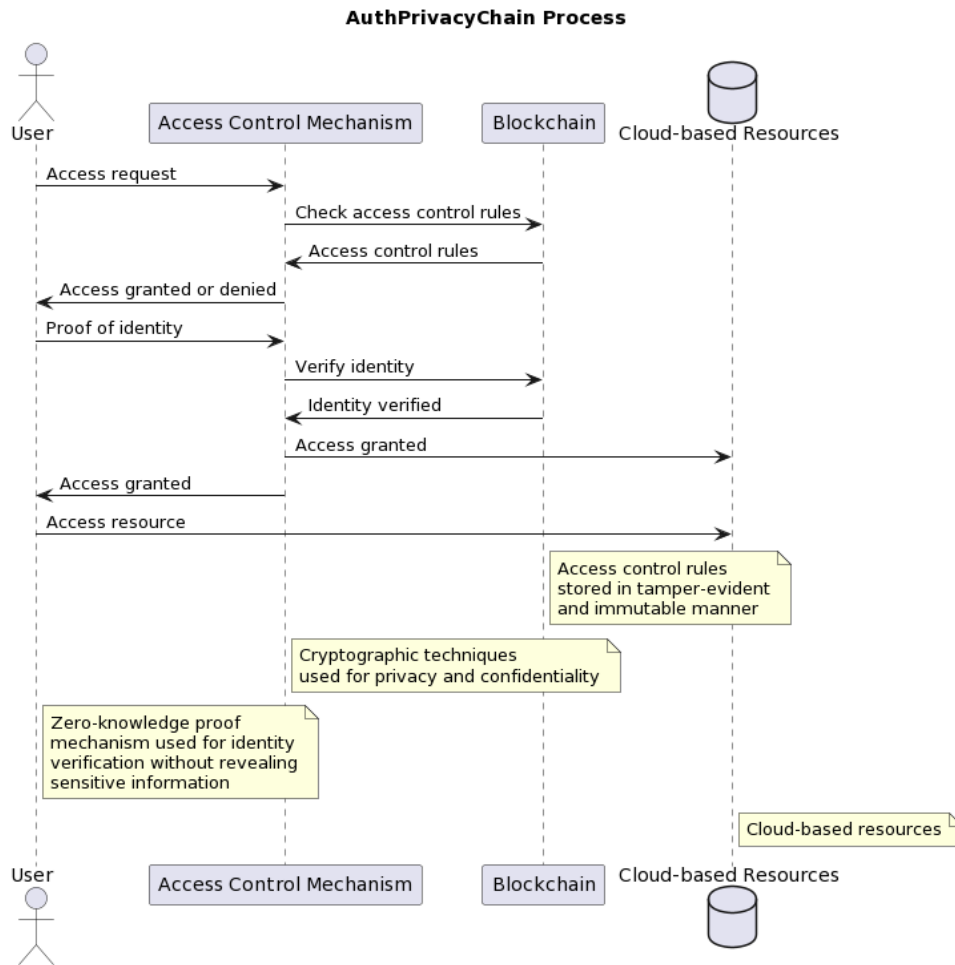 AuthPrivacyChain Process
User
Access Control Mechanism
Blockchain
Cloud-based Resources
Access request
Check access control rules
Access control rules
Access granted or denied
Proof of identity
Verify identity
Identity verified
Access granted
Access granted
Access resource
Access control rules
stored in tamper-evident
and immutable manner
Cryptographic techniques
used for privacy and confidentiality
Zero-knowledge proof
mechanism used for identity
verification without revealing
sensitive information
Cloud-based resources
User
Access Control Mechanism
Blockchain
Cloud-based Resources